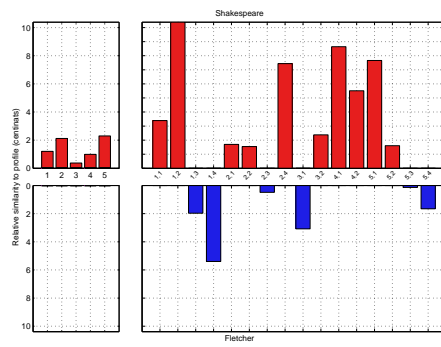 Shakespeare
Relative similarity to profile (centinats)
10
8
6
4
2
0
1 2 3 4 5
1.1 1.2 1.3 1.4 2.1 2.2 2.3 2.4 3.1 3.2 4.1 4.2 5.1 5.2 5.3 5.4
0
2
4
6
8
10
Fletcher